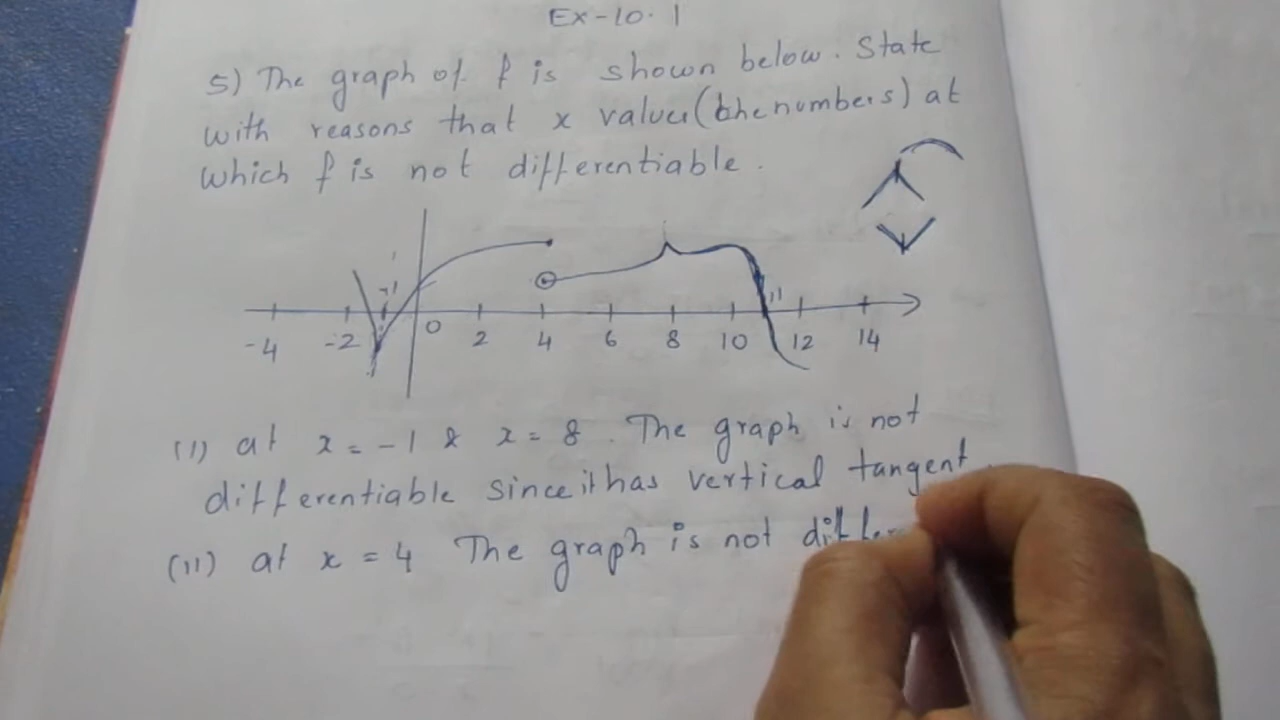 Ex-10.1
5) The graph of f is shown below. State
with reasons that x values (the numbers) at
which f is not differentiable.
-1
11
-4 -2 0 2 4 6 8 10 12 14
(i) at x = -1 & x = 8. The graph is not
differentiable since it has vertical tangent
(ii) at x = 4 The graph is not differ